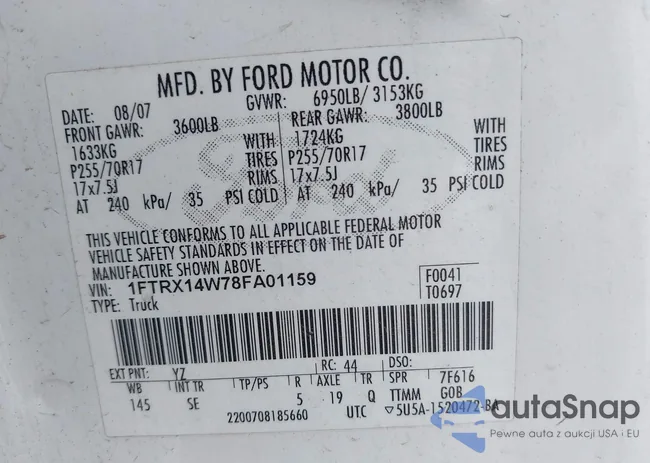 MFD. BY FORD MOTOR CO.
DATE: 08/07 GVWR: 6950LB/ 3153KG
FRONT GAWR: 3600LB REAR GAWR: 3800LB
1633KG WITH 1724KG WITH
P255/70R17 TIRES P255/70R17 TIRES
17x7.5J RIMS 17x7.5J RIMS
AT 240 kPa/ 35 PSI COLD AT 240 kPa/ 35 PSI COLD
Ford
THIS VEHICLE CONFORMS TO ALL APPLICABLE FEDERAL MOTOR
VEHICLE SAFETY STANDARDS IN EFFECT ON THE DATE OF
MANUFACTURE SHOWN ABOVE.
VIN: 1FTRX14W78FA01159 F0041
TYPE: Truck T0697
EXT PNT: YZ RC: 44 DSO:
WB INT TR TP/PS R AXLE TR SPR 7F616
145 SE 5 19 Q TTMM GOB
2200708185660 UTC ▽5U5A-1520472-BA
autaSnap
Pewne auta z aukcji USA i EU